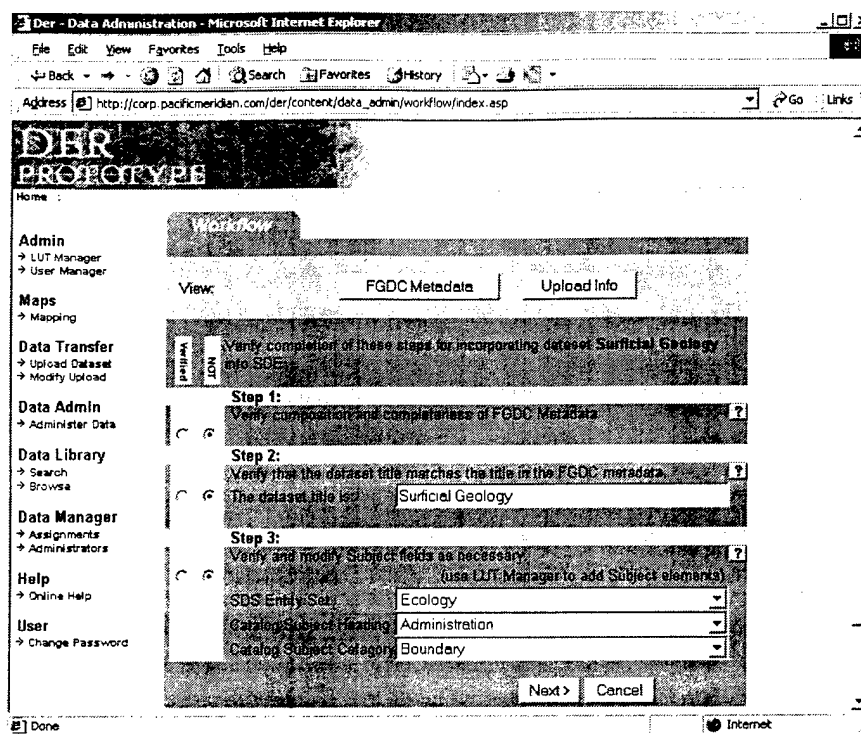 Der - Data Administration - Microsoft Internet Explorer
File Edit View Favorites Tools Help
Back Search Favorites History
Address http://corp.pacificmeridian.com/der/content/data_admin/workflow/index.asp Go Links
DER
PROTOTYPE
Home :
Admin
→ LUT Manager
→ User Manager
Maps
→ Mapping
Data Transfer
→ Upload Dataset
→ Modify Upload
Data Admin
→ Administer Data
Data Library
→ Search
→ Browse
Data Manager
→ Assignments
→ Administrators
Help
→ Online Help
User
→ Change Password
Workflow
View: FGDC Metadata Upload Info
Verified NOT
Verify completion of these steps for incorporating dataset Surficial Geology
into SDE
Step 1:
Verify composition and completeness of FGDC Metadata ?
Step 2:
Verify that the dataset title matches the title in the FGDC metadata. ?
The dataset title is: Surficial Geology
Step 3:
Verify and modify Subject fields as necessary ?
(use LUT Manager to add Subject elements)
SDS Entity Set: Ecology
Catalog Subject Heading Administration
Catalog Subject Catagory Boundary
Next > Cancel
Done Internet